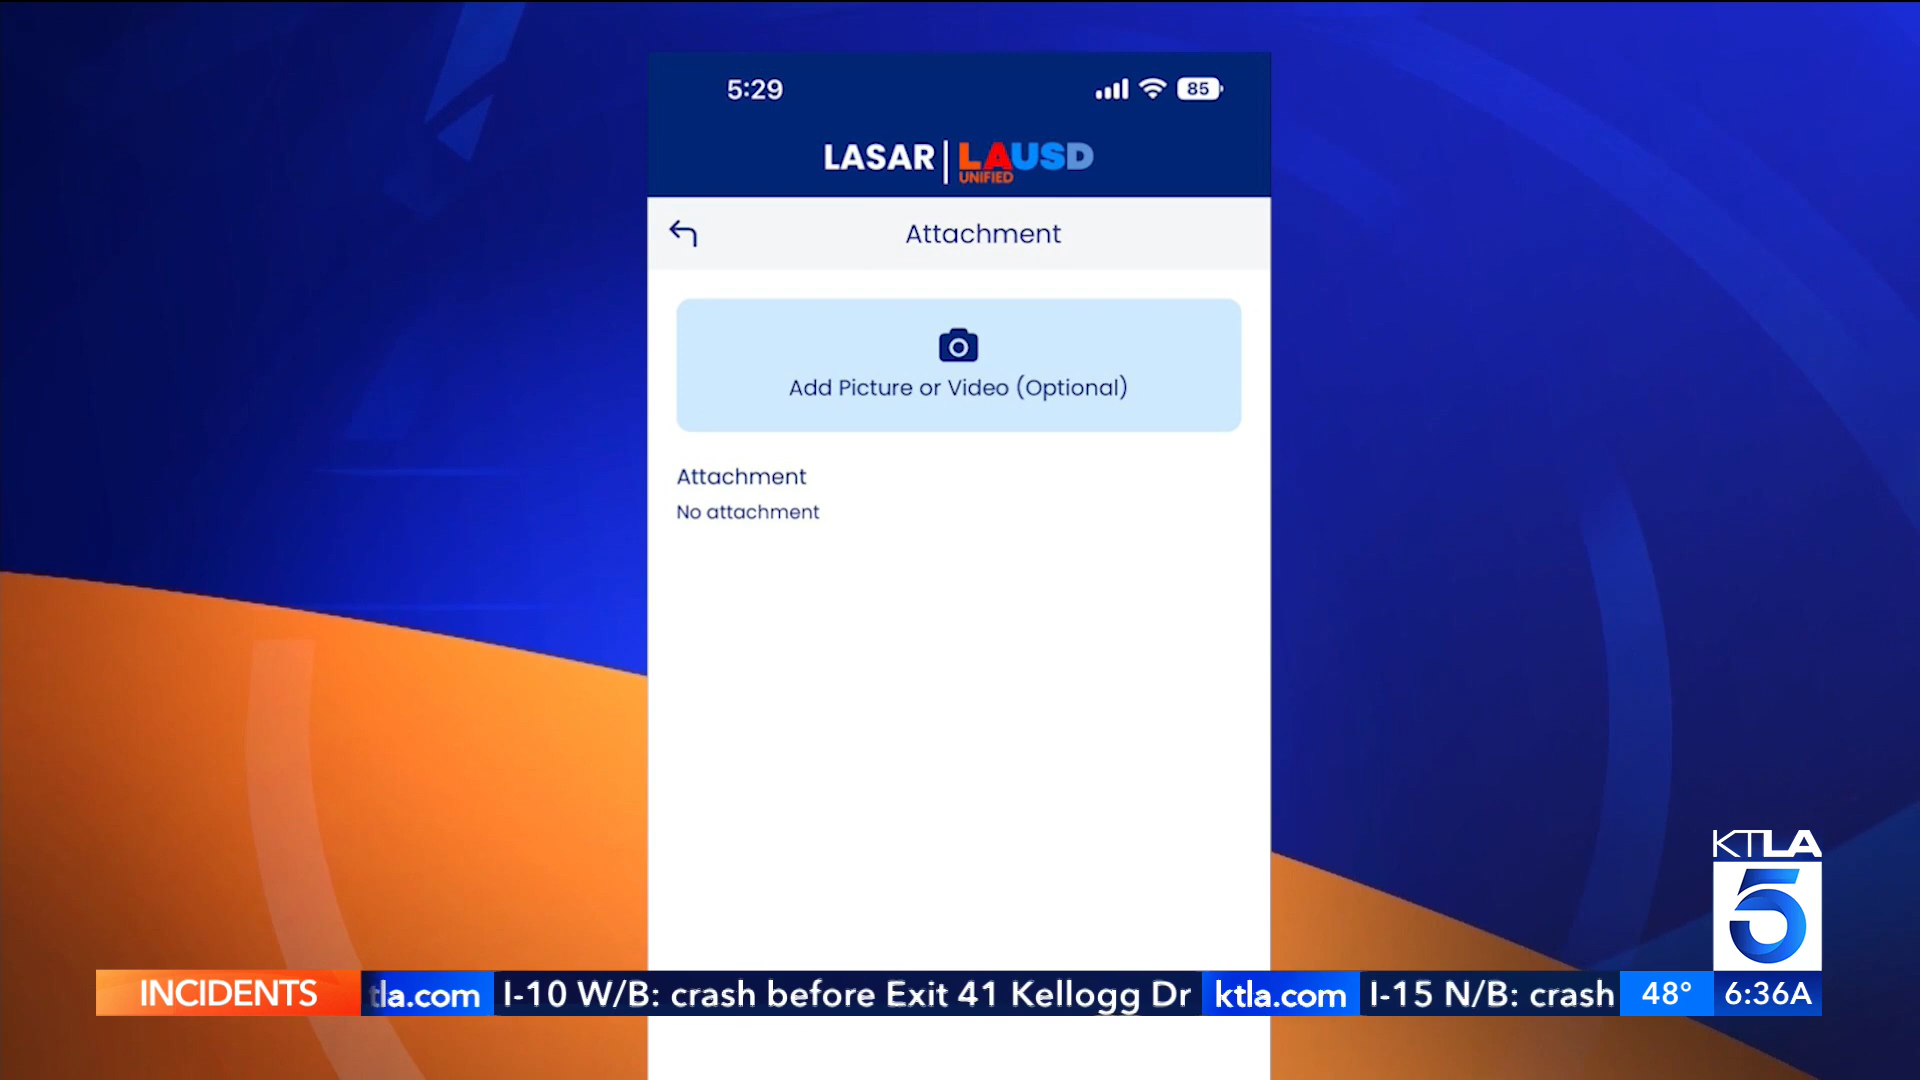 5:29
85
LASAR | LAUSD
UNIFIED
Attachment
Add Picture or Video (Optional)
Attachment
No attachment
KTLA
5
INCIDENTS
tla.com I-10 W/B: crash before Exit 41 Kellogg Dr ktla.com I-15 N/B: crash
48° 6:36A